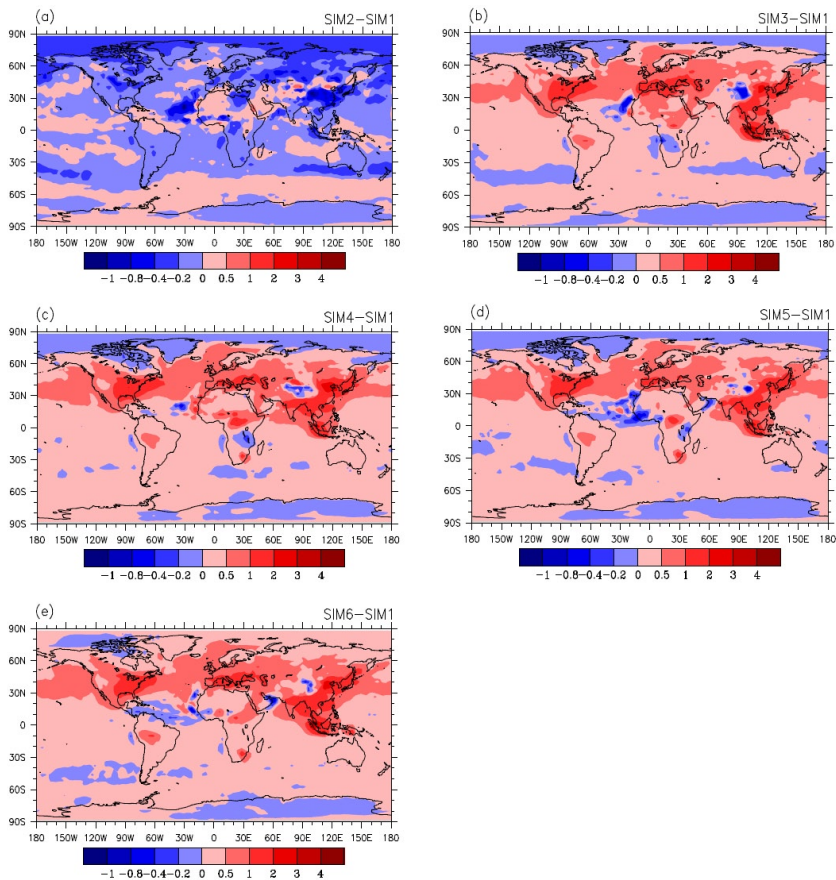 (a) SIM2−SIM1
90N
60N
30N
0
30S
60S
90S
180 150W 120W 90W 60W 30W 0 30E 60E 90E 120E 150E 180
−1 −0.8−0.4−0.2 0 0.5 1 2 3 4
(b) SIM3−SIM1
90N
60N
30N
0
30S
60S
90S
180 150W 120W 90W 60W 30W 0 30E 60E 90E 120E 150E 180
−1 −0.8−0.4−0.2 0 0.5 1 2 3 4
(c) SIM4−SIM1
90N
60N
30N
0
30S
60S
90S
180 150W 120W 90W 60W 30W 0 30E 60E 90E 120E 150E 180
−1 −0.8−0.4−0.2 0 0.5 1 2 3 4
(d) SIM5−SIM1
90N
60N
30N
0
30S
60S
90S
180 150W 120W 90W 60W 30W 0 30E 60E 90E 120E 150E 180
−1 −0.8−0.4−0.2 0 0.5 1 2 3 4
(e) SIM6−SIM1
90N
60N
30N
0
30S
60S
90S
180 150W 120W 90W 60W 30W 0 30E 60E 90E 120E 150E 180
−1 −0.8−0.4−0.2 0 0.5 1 2 3 4